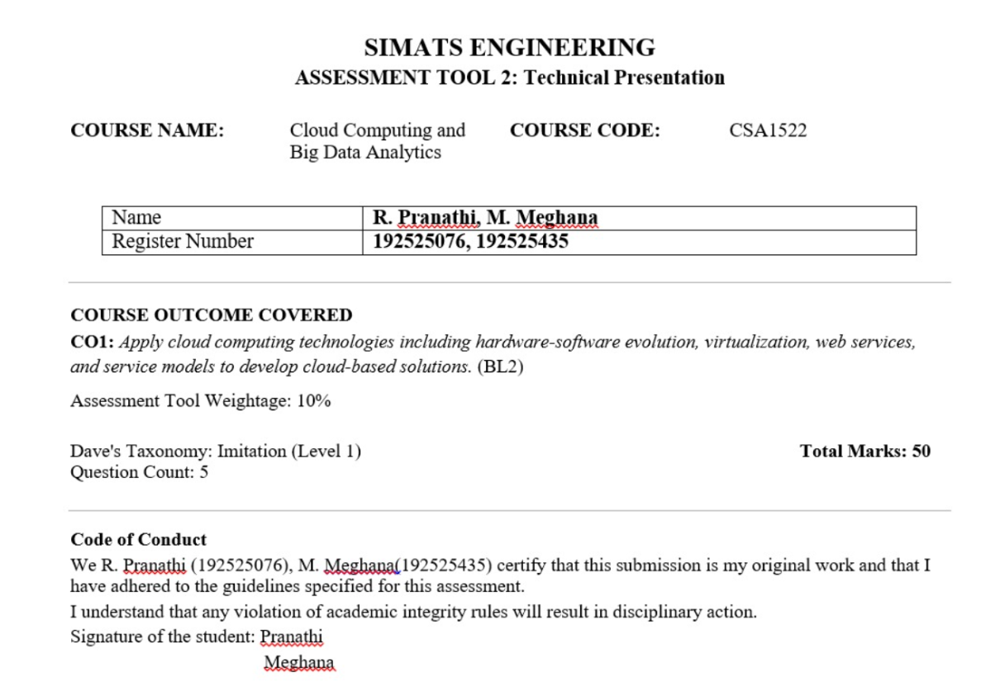 SIMATS ENGINEERING
ASSESSMENT TOOL 2: Technical Presentation
COURSE NAME: Cloud Computing and COURSE CODE: CSA1522
Big Data Analytics
Name R. Pranathi, M. Meghana
Register Number 192525076, 192525435
COURSE OUTCOME COVERED
CO1: Apply cloud computing technologies including hardware-software evolution, virtualization, web services,
and service models to develop cloud-based solutions. (BL2)
Assessment Tool Weightage: 10%
Dave's Taxonomy: Imitation (Level 1) Total Marks: 50
Question Count: 5
Code of Conduct
We R. Pranathi (192525076), M. Meghana(192525435) certify that this submission is my original work and that I
have adhered to the guidelines specified for this assessment.
I understand that any violation of academic integrity rules will result in disciplinary action.
Signature of the student: Pranathi
Meghana